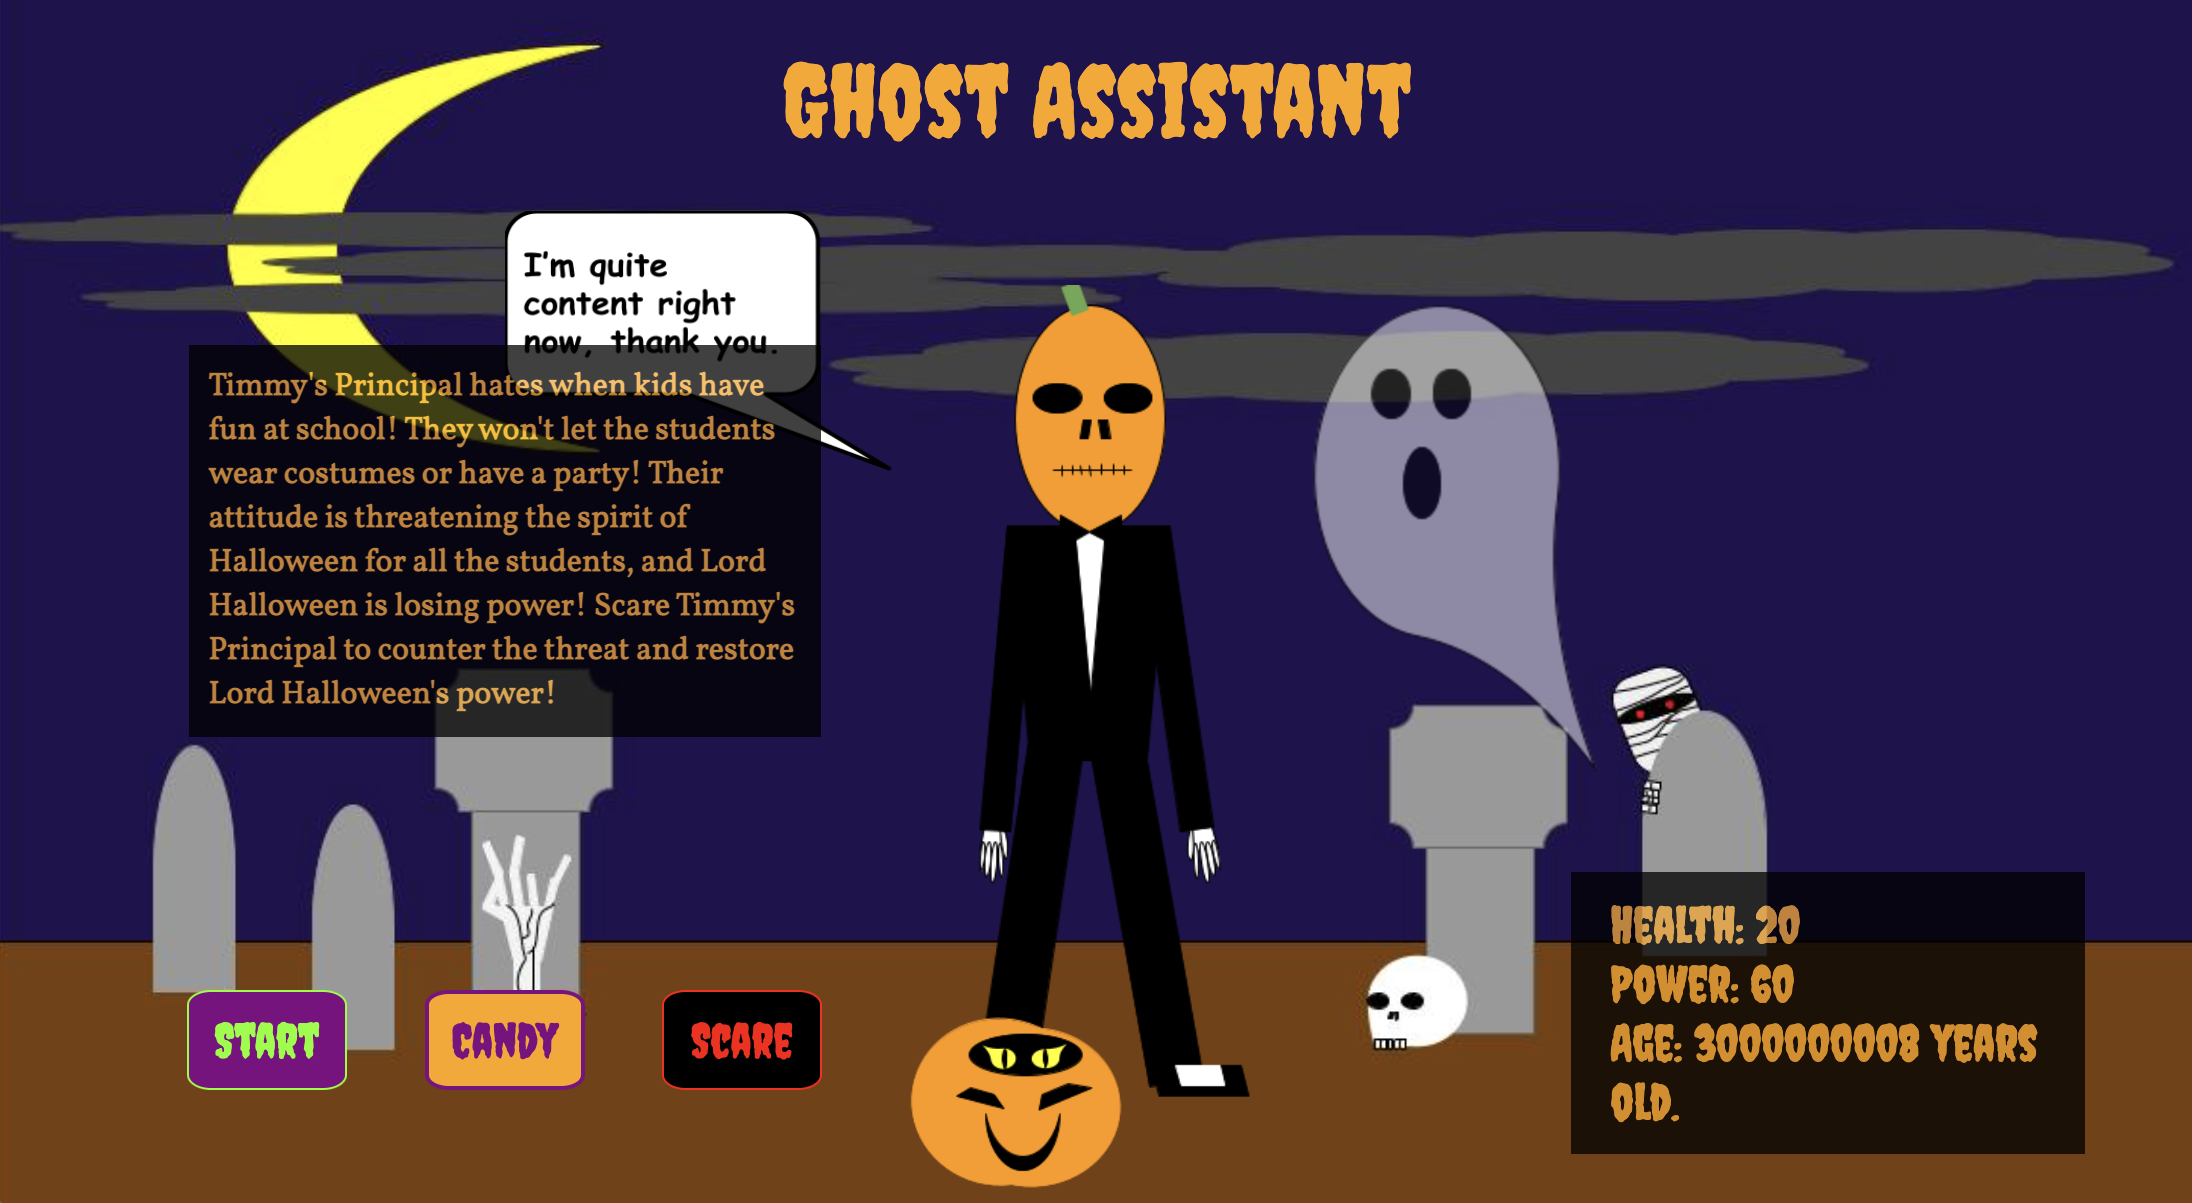 GHOST ASSISTANT
I'm quite
content right
now, thank you.
Timmy's Principal hates when kids have
fun at school! They won't let the students
wear costumes or have a party! Their
attitude is threatening the spirit of
Halloween for all the students, and Lord
Halloween is losing power! Scare Timmy's
Principal to counter the threat and restore
Lord Halloween's power!
START
CANDY
SCARE
HEALTH: 20
POWER: 60
AGE: 3000000008 YEARS
OLD.